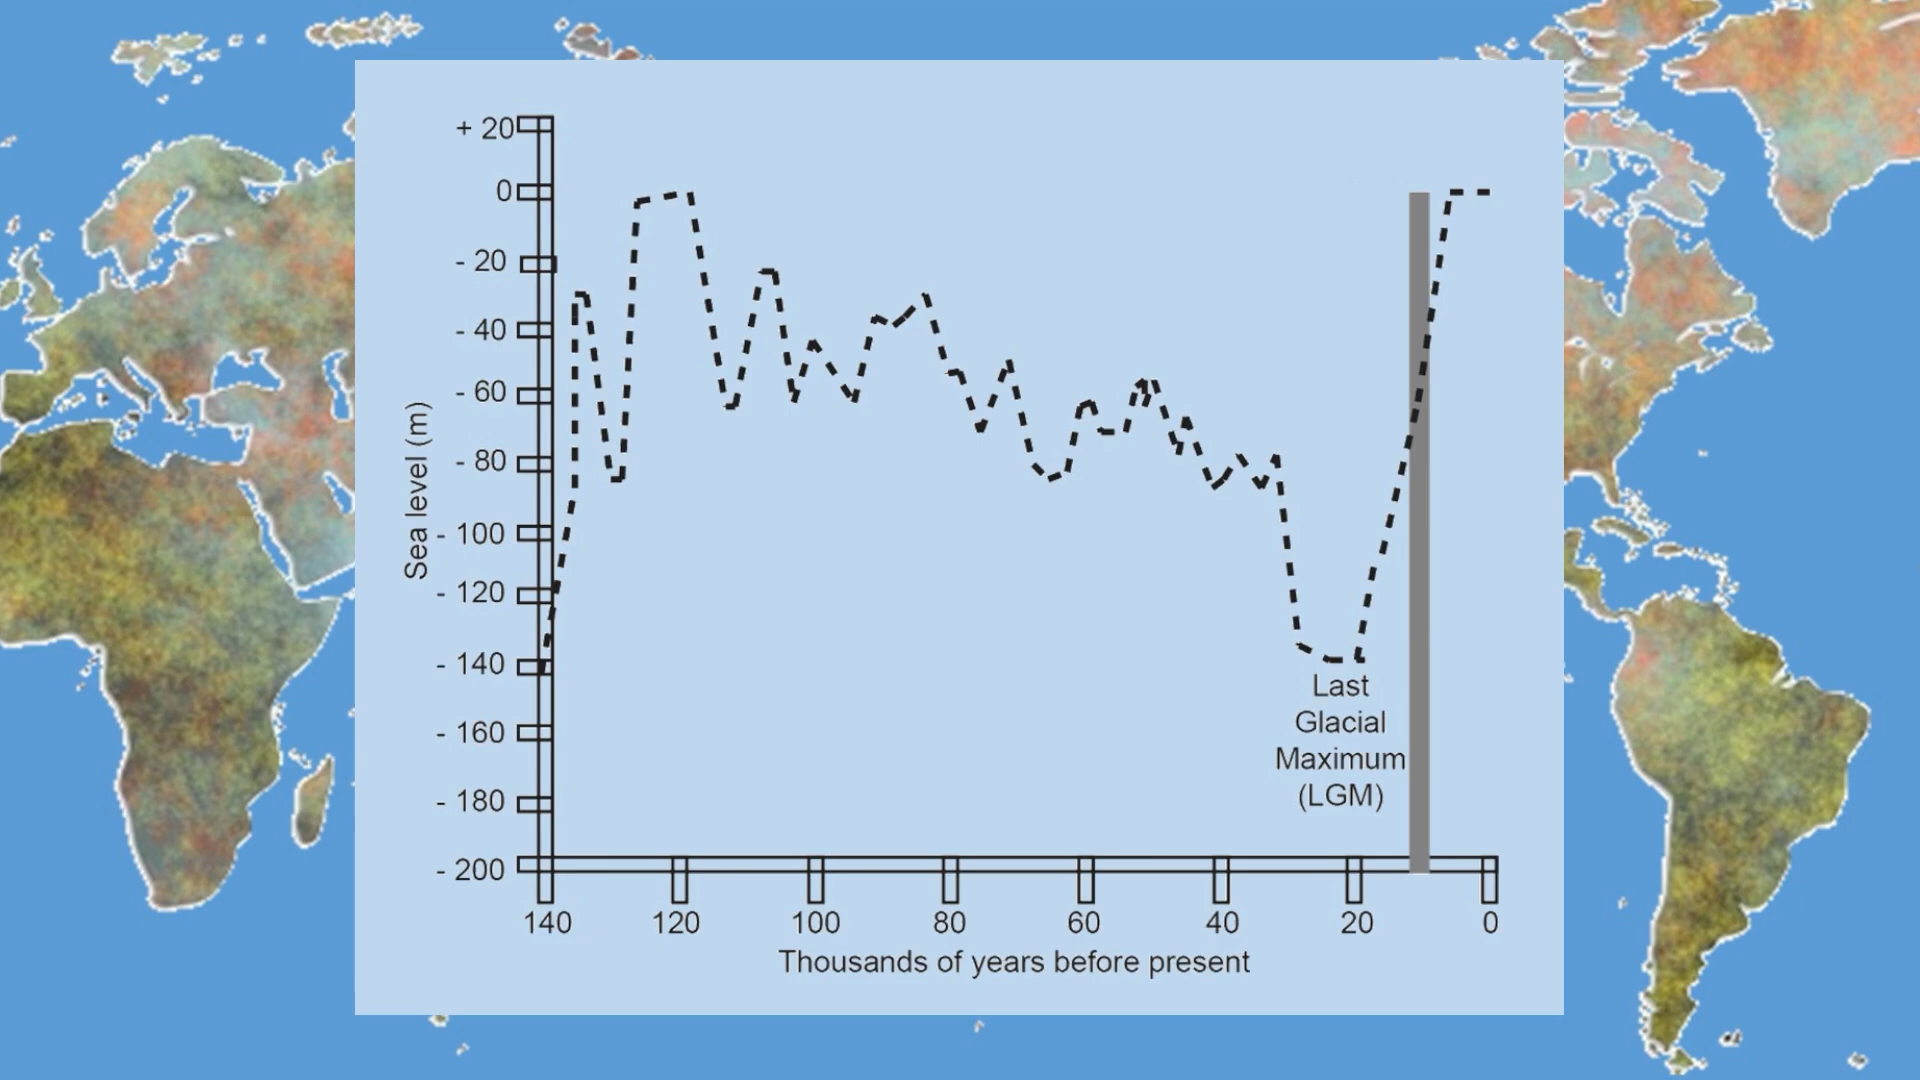 + 20
0
- 20
- 40
- 60
- 80
- 100
- 120
- 140
- 160
- 180
- 200
Sea level (m)
Last
Glacial
Maximum
(LGM)
140 120 100 80 60 40 20 0
Thousands of years before present